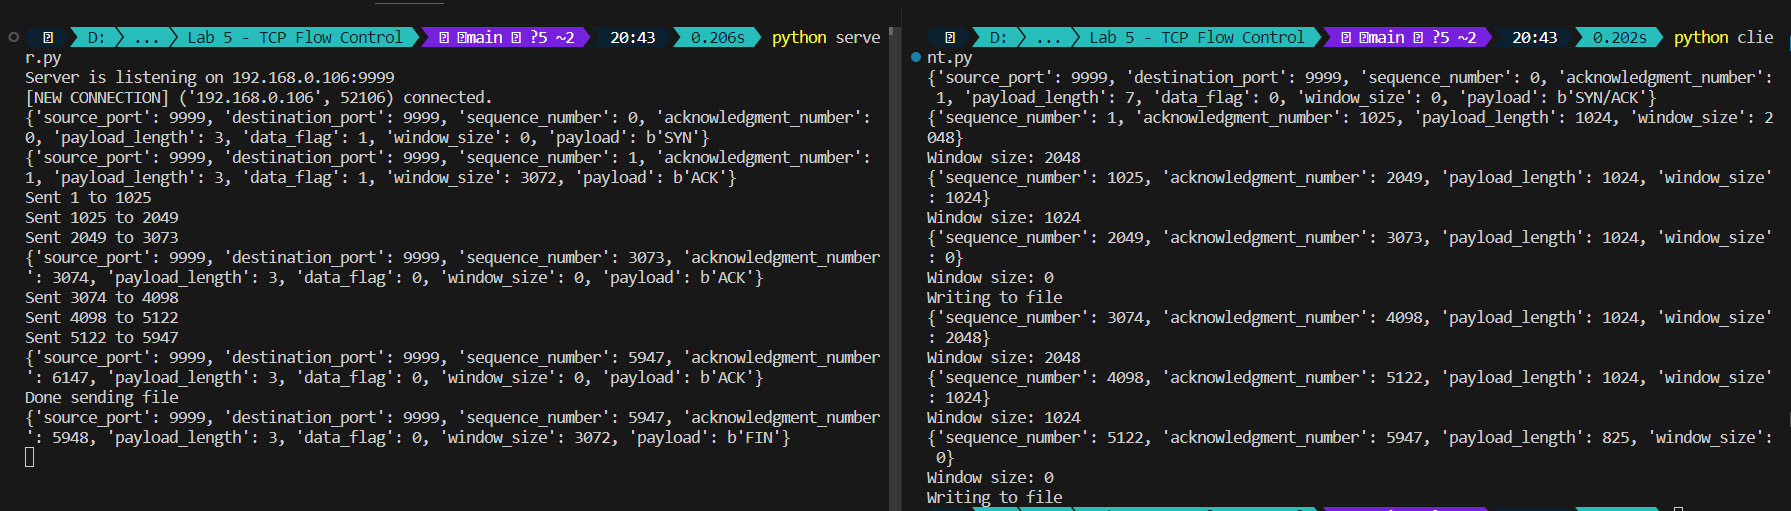 D: ... Lab 5 - TCP Flow Control main ?5 ~2 20:43 0.206s python serve
r.py
Server is listening on 192.168.0.106:9999
[NEW CONNECTION] ('192.168.0.106', 52106) connected.
{'source_port': 9999, 'destination_port': 9999, 'sequence_number': 0, 'acknowledgment_number':
0, 'payload_length': 3, 'data_flag': 1, 'window_size': 0, 'payload': b'SYN'}
{'source_port': 9999, 'destination_port': 9999, 'sequence_number': 1, 'acknowledgment_number':
1, 'payload_length': 3, 'data_flag': 1, 'window_size': 3072, 'payload': b'ACK'}
Sent 1 to 1025
Sent 1025 to 2049
Sent 2049 to 3073
{'source_port': 9999, 'destination_port': 9999, 'sequence_number': 3073, 'acknowledgment_number
': 3074, 'payload_length': 3, 'data_flag': 0, 'window_size': 0, 'payload': b'ACK'}
Sent 3074 to 4098
Sent 4098 to 5122
Sent 5122 to 5947
{'source_port': 9999, 'destination_port': 9999, 'sequence_number': 5947, 'acknowledgment_number
': 6147, 'payload_length': 3, 'data_flag': 0, 'window_size': 0, 'payload': b'ACK'}
Done sending file
{'source_port': 9999, 'destination_port': 9999, 'sequence_number': 5947, 'acknowledgment_number
': 5948, 'payload_length': 3, 'data_flag': 0, 'window_size': 3072, 'payload': b'FIN'}
D: ... Lab 5 - TCP Flow Control main ?5 ~2 20:43 0.202s python clie
nt.py
{'source_port': 9999, 'destination_port': 9999, 'sequence_number': 0, 'acknowledgment_number':
1, 'payload_length': 7, 'data_flag': 0, 'window_size': 0, 'payload': b'SYN/ACK'}
{'sequence_number': 1, 'acknowledgment_number': 1025, 'payload_length': 1024, 'window_size': 2
048}
Window size: 2048
{'sequence_number': 1025, 'acknowledgment_number': 2049, 'payload_length': 1024, 'window_size'
: 1024}
Window size: 1024
{'sequence_number': 2049, 'acknowledgment_number': 3073, 'payload_length': 1024, 'window_size'
: 0}
Window size: 0
Writing to file
{'sequence_number': 3074, 'acknowledgment_number': 4098, 'payload_length': 1024, 'window_size'
: 2048}
Window size: 2048
{'sequence_number': 4098, 'acknowledgment_number': 5122, 'payload_length': 1024, 'window_size'
: 1024}
Window size: 1024
{'sequence_number': 5122, 'acknowledgment_number': 5947, 'payload_length': 825, 'window_size':
0}
Window size: 0
Writing to file